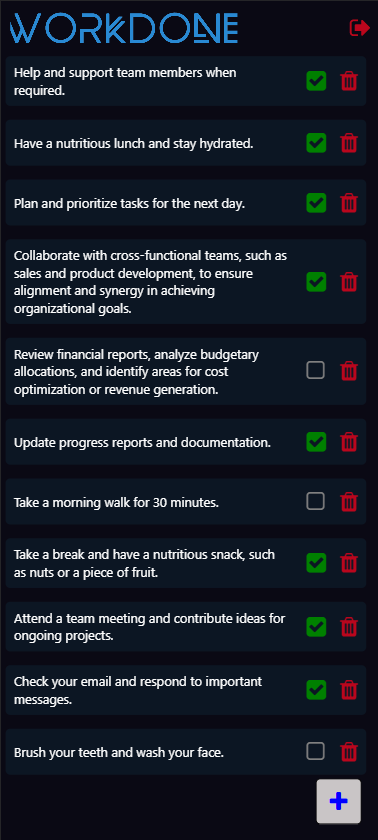 WORKDONE
Help and support team members when
required.
Have a nutritious lunch and stay hydrated.
Plan and prioritize tasks for the next day.
Collaborate with cross-functional teams, such as
sales and product development, to ensure
alignment and synergy in achieving
organizational goals.
Review financial reports, analyze budgetary
allocations, and identify areas for cost
optimization or revenue generation.
Update progress reports and documentation.
Take a morning walk for 30 minutes.
Take a break and have a nutritious snack, such
as nuts or a piece of fruit.
Attend a team meeting and contribute ideas for
ongoing projects.
Check your email and respond to important
messages.
Brush your teeth and wash your face.